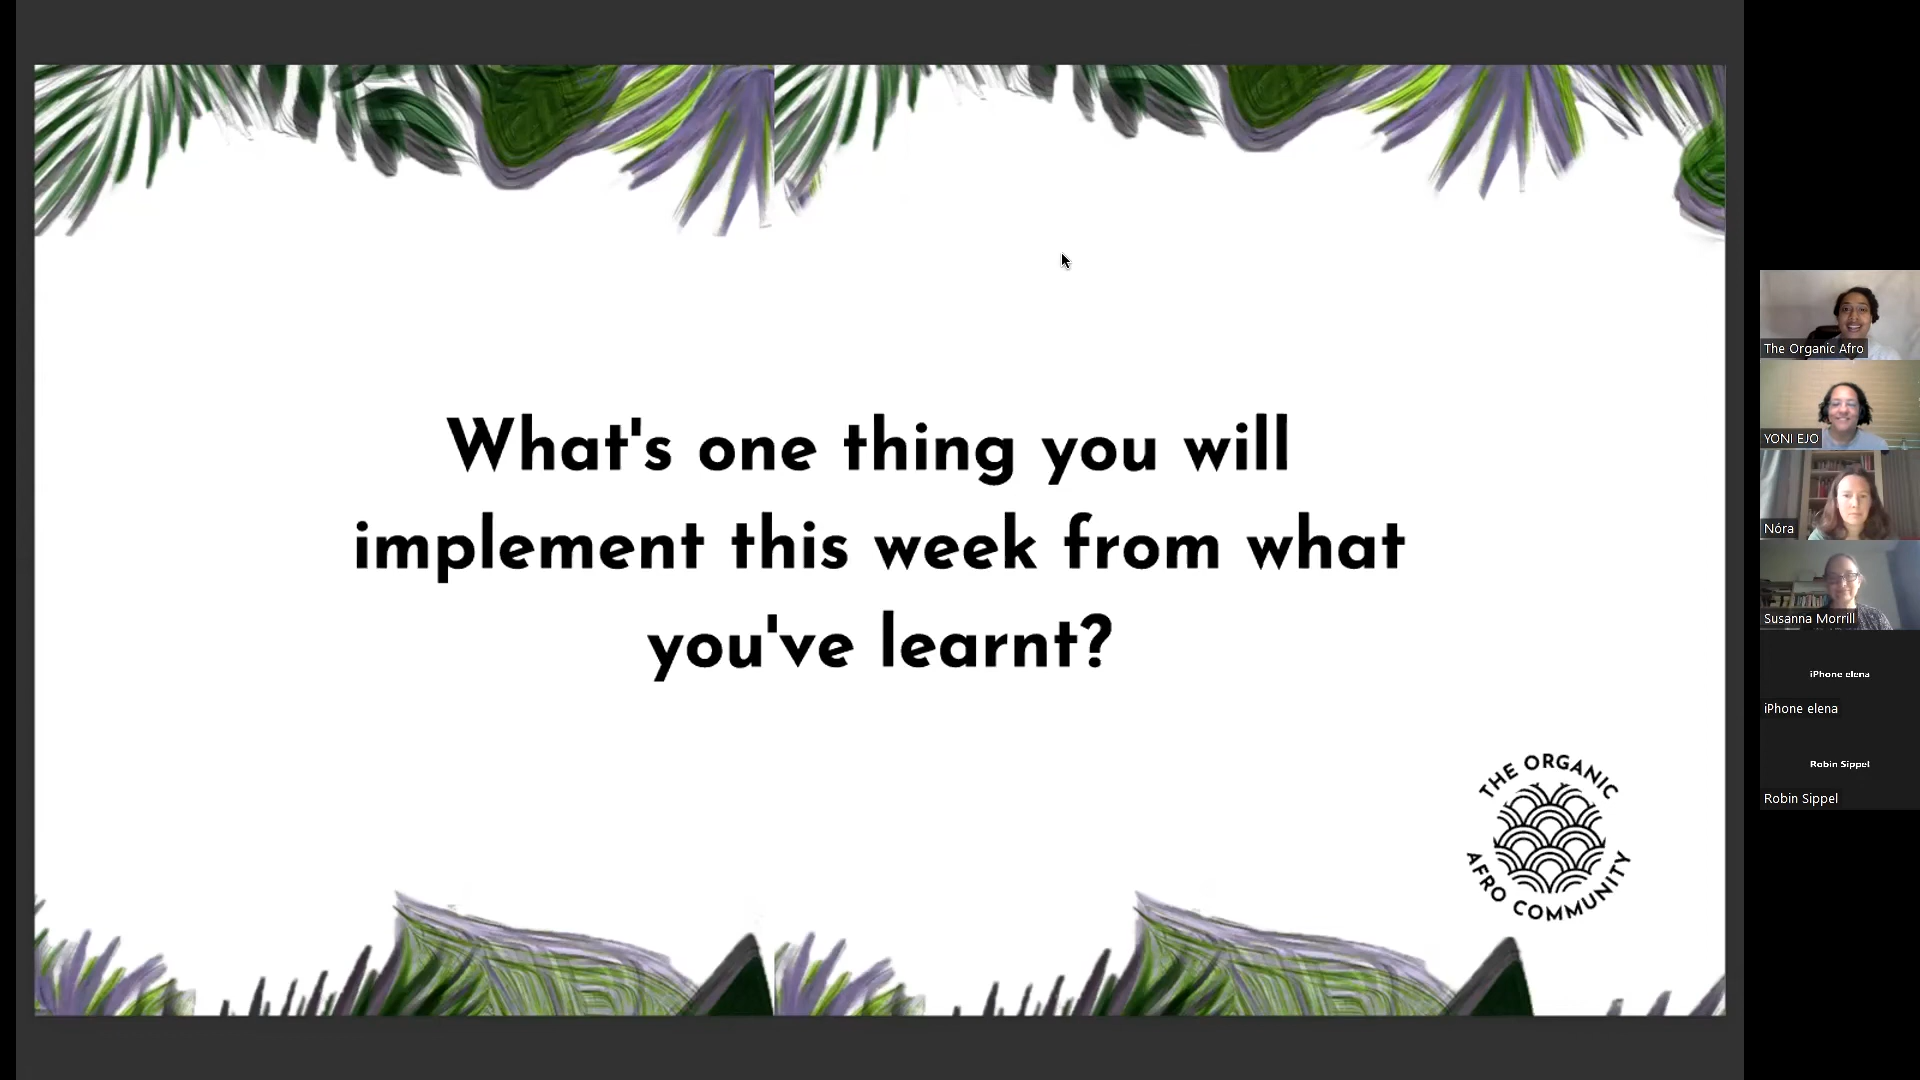 What's one thing you will
implement this week from what
you've learnt?
THE ORGANIC
AFRO COMMUNITY
The Organic Afro
YONI EJO
Nóra
Susanna Morrill
iPhone elena
iPhone elena
Robin Sippel
Robin Sippel